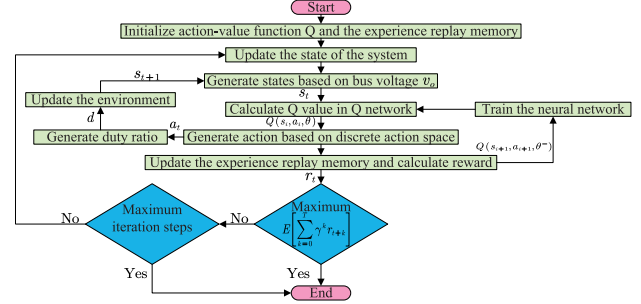 Start
Initialize action-value function Q and the experience replay memory
Update the state of the system
s_{t+1}
Generate states based on bus voltage v_o
s_t
Update the environment
Calculate Q value in Q network
Train the neural network
d
a_t
Q(s_i,a_i,θ)
Generate duty ratio
Generate action based on discrete action space
Q(s_{i+1},a_{i+1},θ⁻)
Update the experience replay memory and calculate reward
r_t
No
Maximum
iteration steps
No
Maximum
E[∑_{k=0}^{T} γ^k r_{t+k}]
Yes
Yes
End